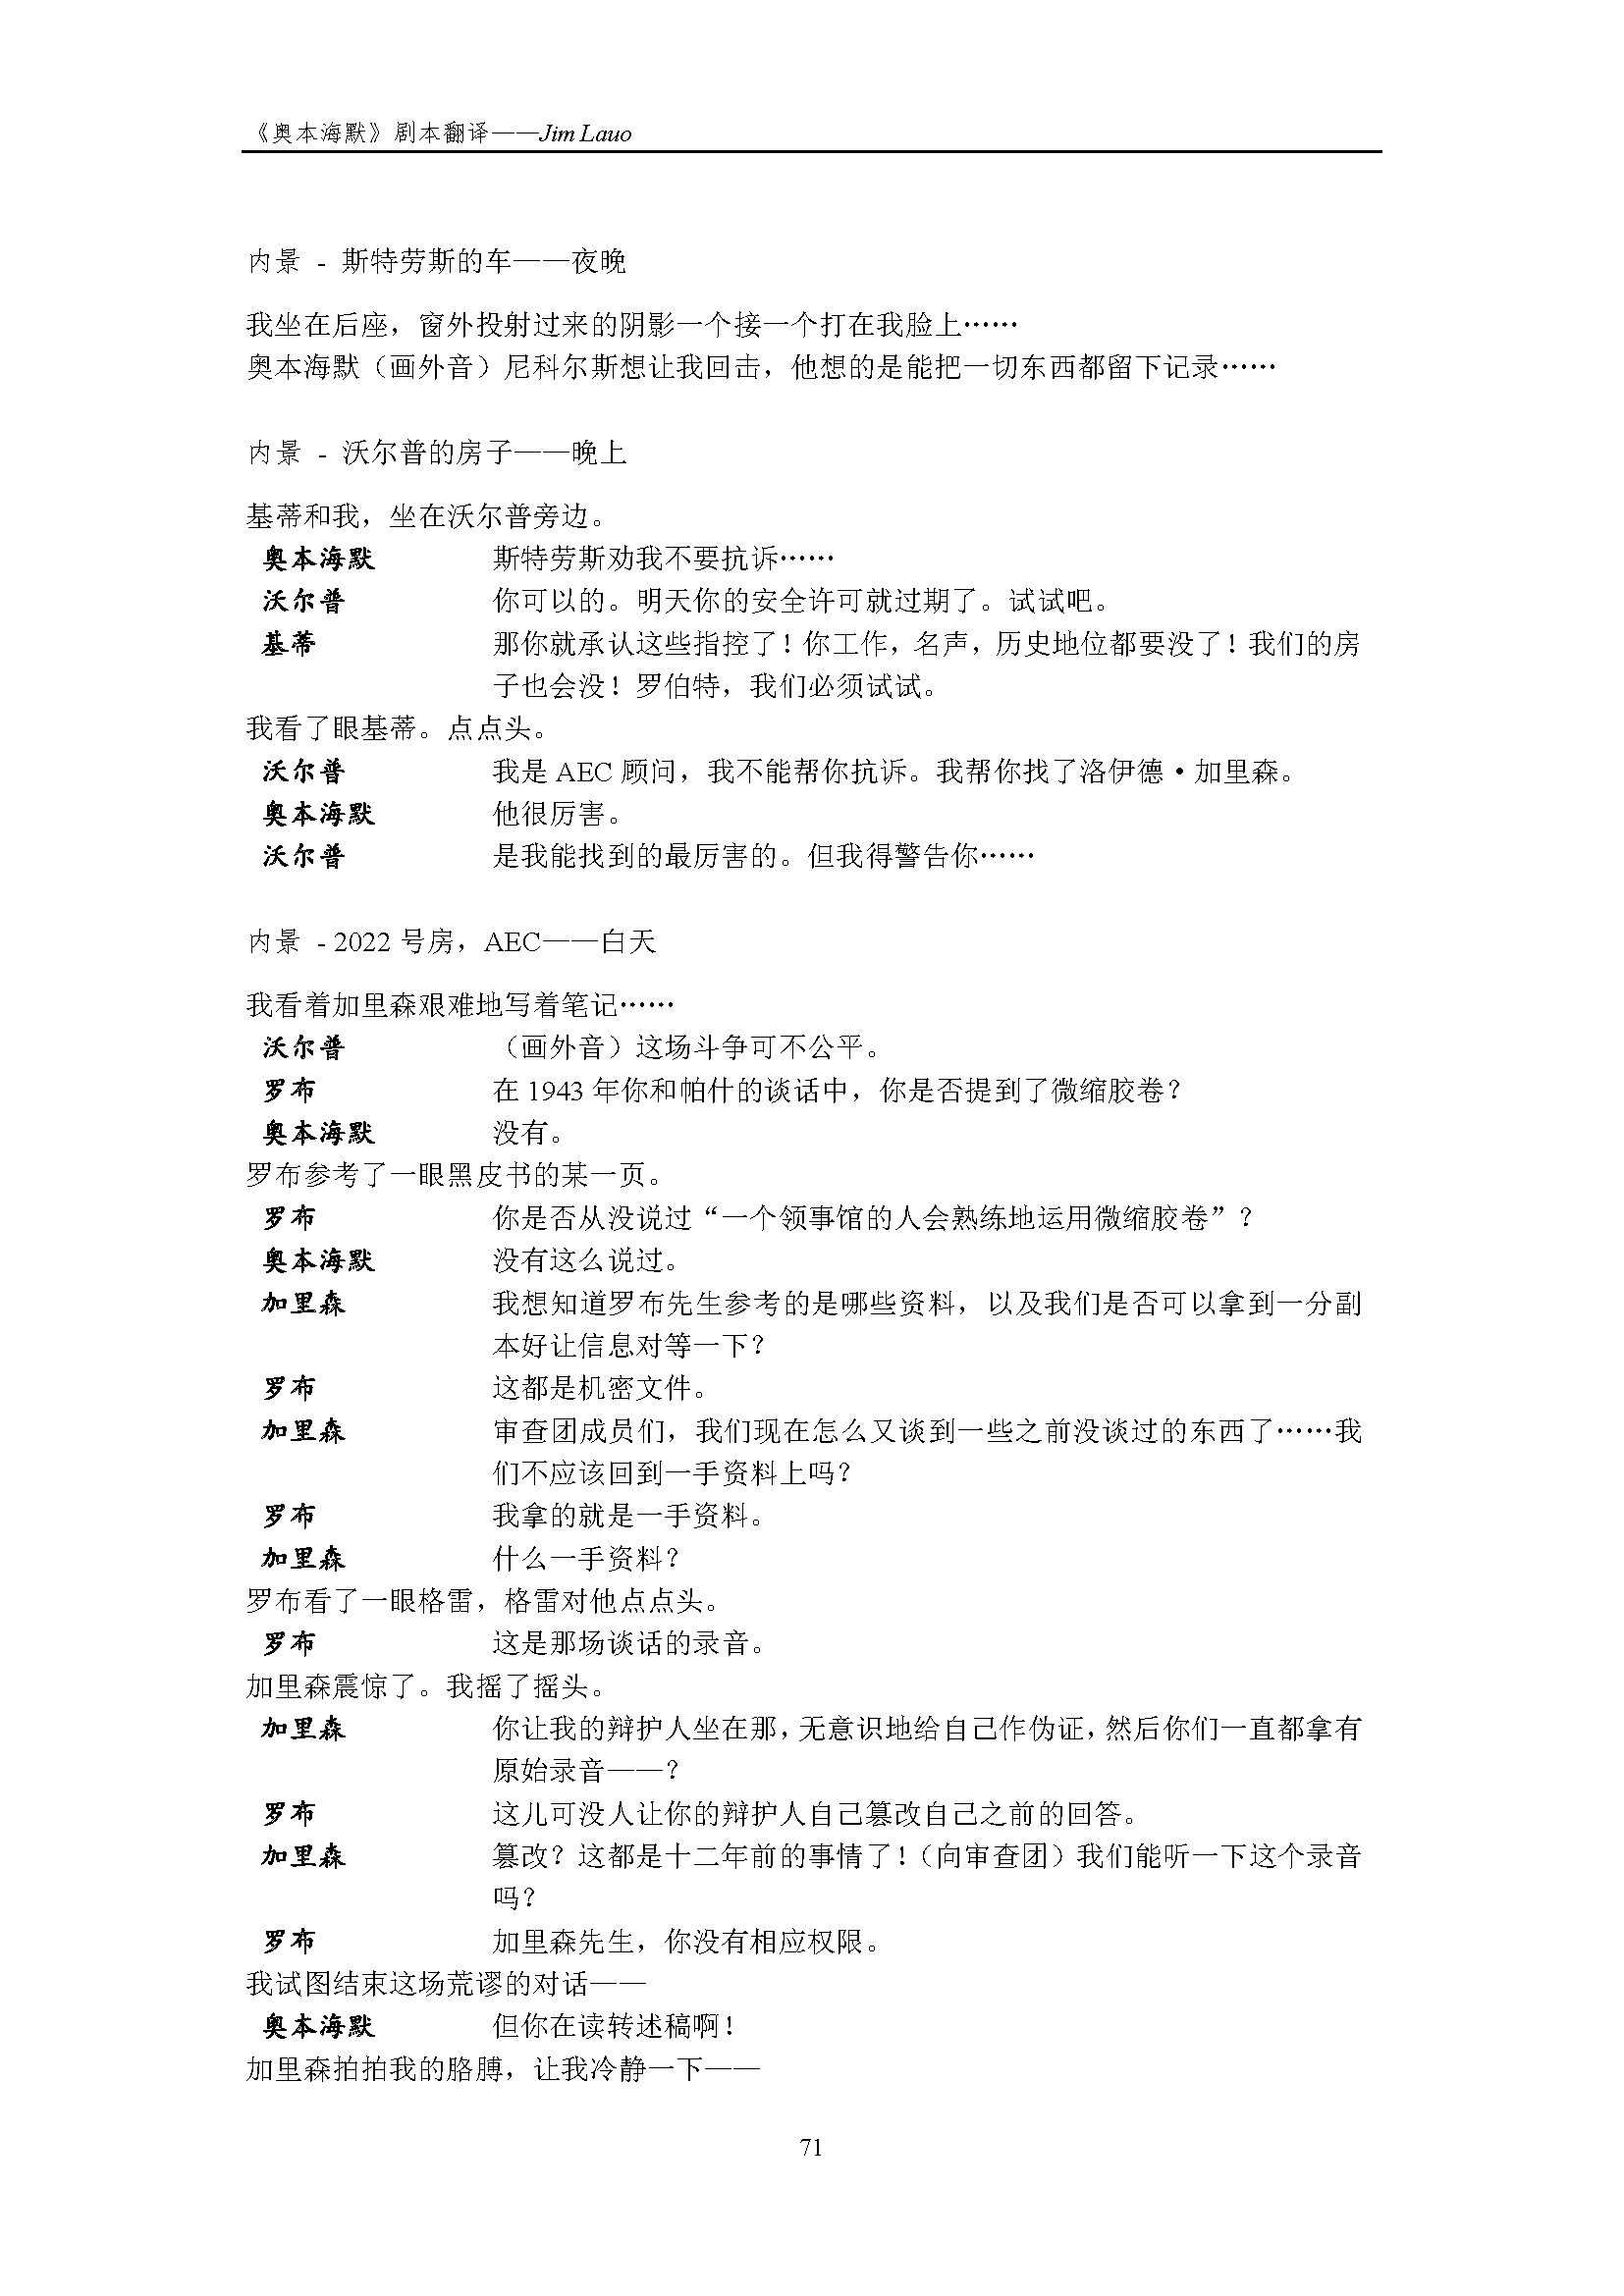 《奥本海默》剧本翻译——Jim Lauo
内景 - 斯特劳斯的车——夜晚
我坐在后座，窗外投射过来的阴影一个接一个打在我脸上……
奥本海默（画外音）尼科尔斯想让我回击，他想的是能把一切东西都留下记录……
内景 - 沃尔普的房子——晚上
基蒂和我，坐在沃尔普旁边。
奥本海默 斯特劳斯劝我不要抗诉……
沃尔普 你可以的。明天你的安全许可就过期了。试试吧。
基蒂 那你就承认这些指控了！你工作，名声，历史地位都要没了！我们的房
子也会没！罗伯特，我们必须试试。
我看了眼基蒂。点点头。
沃尔普 我是 AEC 顾问，我不能帮你抗诉。我帮你找了洛伊德·加里森。
奥本海默 他很厉害。
沃尔普 是我能找到的最厉害的。但我得警告你……
内景 - 2022 号房，AEC——白天
我看着加里森艰难地写着笔记……
沃尔普 （画外音）这场斗争可不公平。
罗布 在 1943 年你和帕什的谈话中，你是否提到了微缩胶卷？
奥本海默 没有。
罗布参考了一眼黑皮书的某一页。
罗布 你是否从没说过“一个领事馆的人会熟练地运用微缩胶卷”？
奥本海默 没有这么说过。
加里森 我想知道罗布先生参考的是哪些资料，以及我们是否可以拿到一分副
本好让信息对等一下？
罗布 这都是机密文件。
加里森 审查团成员们，我们现在怎么又谈到一些之前没谈过的东西了……我
们不应该回到一手资料上吗？
罗布 我拿的就是一手资料。
加里森 什么一手资料？
罗布看了一眼格雷，格雷对他点点头。
罗布 这是那场谈话的录音。
加里森震惊了。我摇了摇头。
加里森 你让我的辩护人坐在那，无意识地给自己作伪证，然后你们一直都拿有
原始录音——？
罗布 这儿可没人让你的辩护人自己篡改自己之前的回答。
加里森 篡改？这都是十二年前的事情了！（向审查团）我们能听一下这个录音
吗？
罗布 加里森先生，你没有相应权限。
我试图结束这场荒谬的对话——
奥本海默 但你在读转述稿啊！
加里森拍拍我的胳膊，让我冷静一下——
71